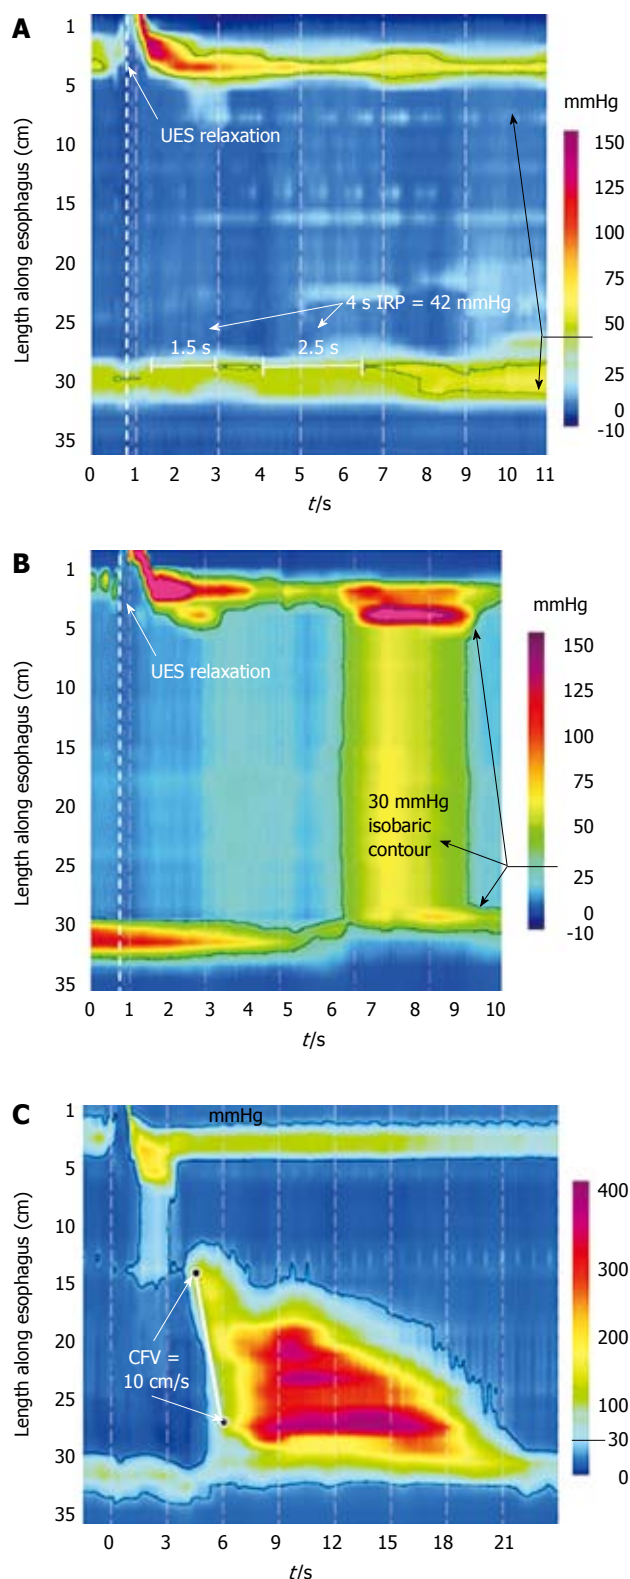 A
1
5
10
15
20
25
30
35
Length along esophagus (cm)
UES relaxation
4 s IRP = 42 mmHg
1.5 s
2.5 s
0 1 2 3 4 5 6 7 8 9 10 11
t/s
mmHg
150
125
100
75
50
25
0
-10
B
1
5
10
15
20
25
30
35
Length along esophagus (cm)
UES relaxation
30 mmHg
isobaric
contour
0 1 2 3 4 5 6 7 8 9 10
t/s
mmHg
150
125
100
75
50
25
0
-10
C
mmHg
1
5
10
15
20
25
30
35
Length along esophagus (cm)
CFV =
10 cm/s
0 3 6 9 12 15 18 21
t/s
400
300
200
100
30
0